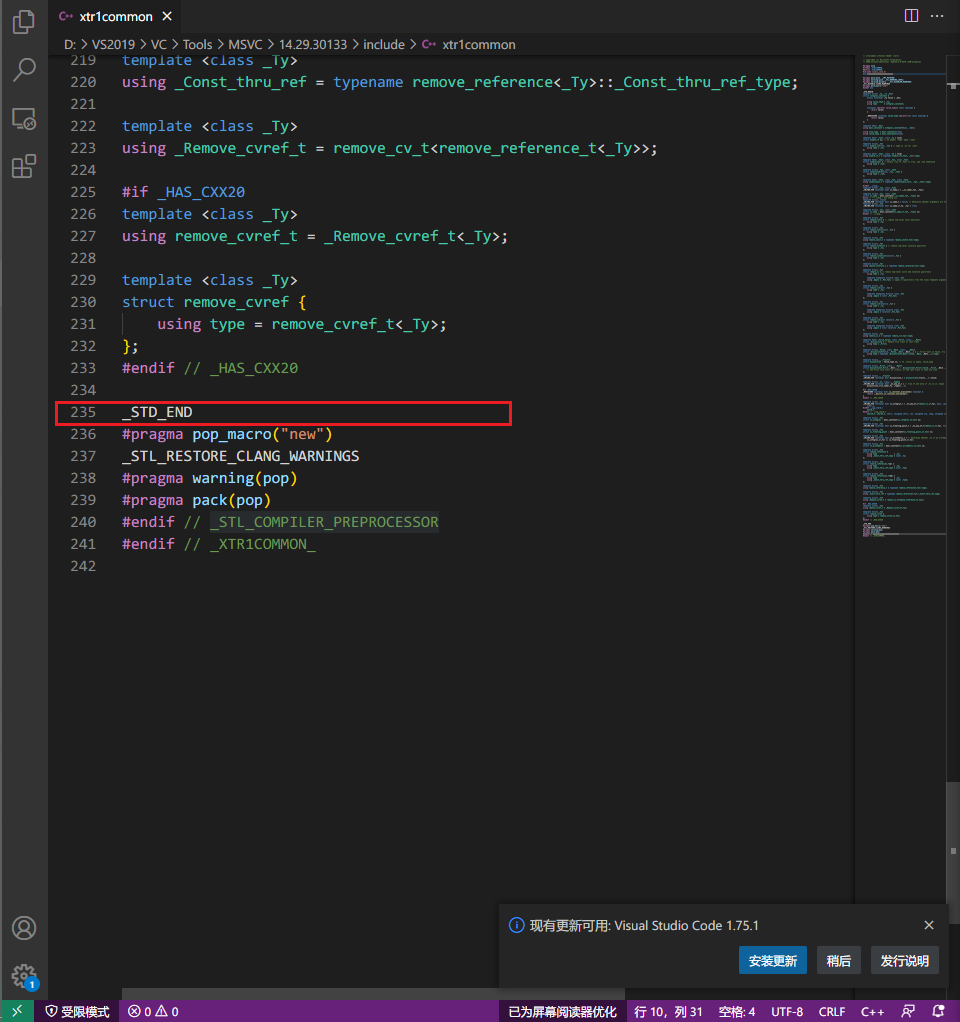 xtr1common
D: > VS2019 > VC > Tools > MSVC > 14.29.30133 > include > xtr1common
219 template <class _Ty>
220 using _Const_thru_ref = typename remove_reference<_Ty>::_Const_thru_ref_type;
221
222 template <class _Ty>
223 using _Remove_cvref_t = remove_cv_t<remove_reference_t<_Ty>>;
224
225 #if _HAS_CXX20
226 template <class _Ty>
227 using remove_cvref_t = _Remove_cvref_t<_Ty>;
228
229 template <class _Ty>
230 struct remove_cvref {
231     using type = remove_cvref_t<_Ty>;
232 };
233 #endif // _HAS_CXX20
234
235 _STD_END
236 #pragma pop_macro("new")
237 _STL_RESTORE_CLANG_WARNINGS
238 #pragma warning(pop)
239 #pragma pack(pop)
240 #endif // _STL_COMPILER_PREPROCESSOR
241 #endif // _XTR1COMMON_
242
现有更新可用: Visual Studio Code 1.75.1
安装更新 稍后 发行说明
1
受限模式 0 0 已为屏幕阅读器优化 行 10，列 31 空格: 4 UTF-8 CRLF C++